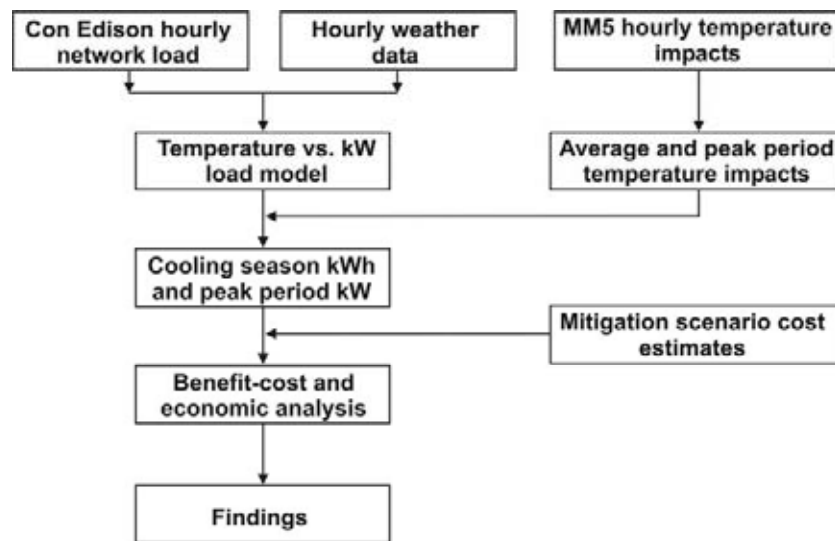 Con Edison hourly
network load
Hourly weather
data
MM5 hourly temperature
impacts
Temperature vs. kW
load model
Average and peak period
temperature impacts
Cooling season kWh
and peak period kW
Mitigation scenario cost
estimates
Benefit-cost and
economic analysis
Findings